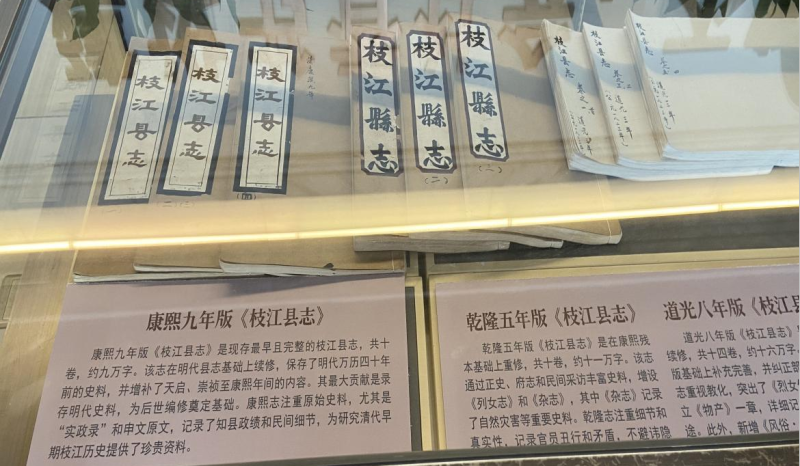 枝江县志
枝江县志
枝江县志
(四)
枝江縣志
枝江縣志
(二)
枝江縣志
枝江县志
枝江县志
康熙九年版《枝江县志》
康熙九年版《枝江县志》是现存最早且完整的枝江县志，共十
卷，约九万字。该志在明代县志基础上续修，保存了明代万历四十年
前的史料，并增补了天启、崇祯至康熙年间的内容。其最大贡献是录
存明代史料，为后世编修奠定基础。康熙志注重原始史料，尤其是
“实政录”和申文原文，记录了知县政绩和民间细节，为研究清代早
期枝江历史提供了珍贵资料。
乾隆五年版《枝江县志》
乾隆五年版《枝江县志》是在康熙残
本基础上重修，共十卷，约十一万字。该志
通过正史、府志和民间采访丰富史料，增设
《列女志》和《杂志》，其中《杂志》记录
了自然灾害等重要史料。乾隆志注重细节和
真实性，记录官员丑行和矛盾，不避讳隐
道光八年版《枝江县
道光八年版《枝江县志》
续修，共十四卷，约十六万字。
版基础上补充完善，并纠正部
志重视教化，突出了《烈女
立《物产》一章，详细记
途。此外，新增《风俗·